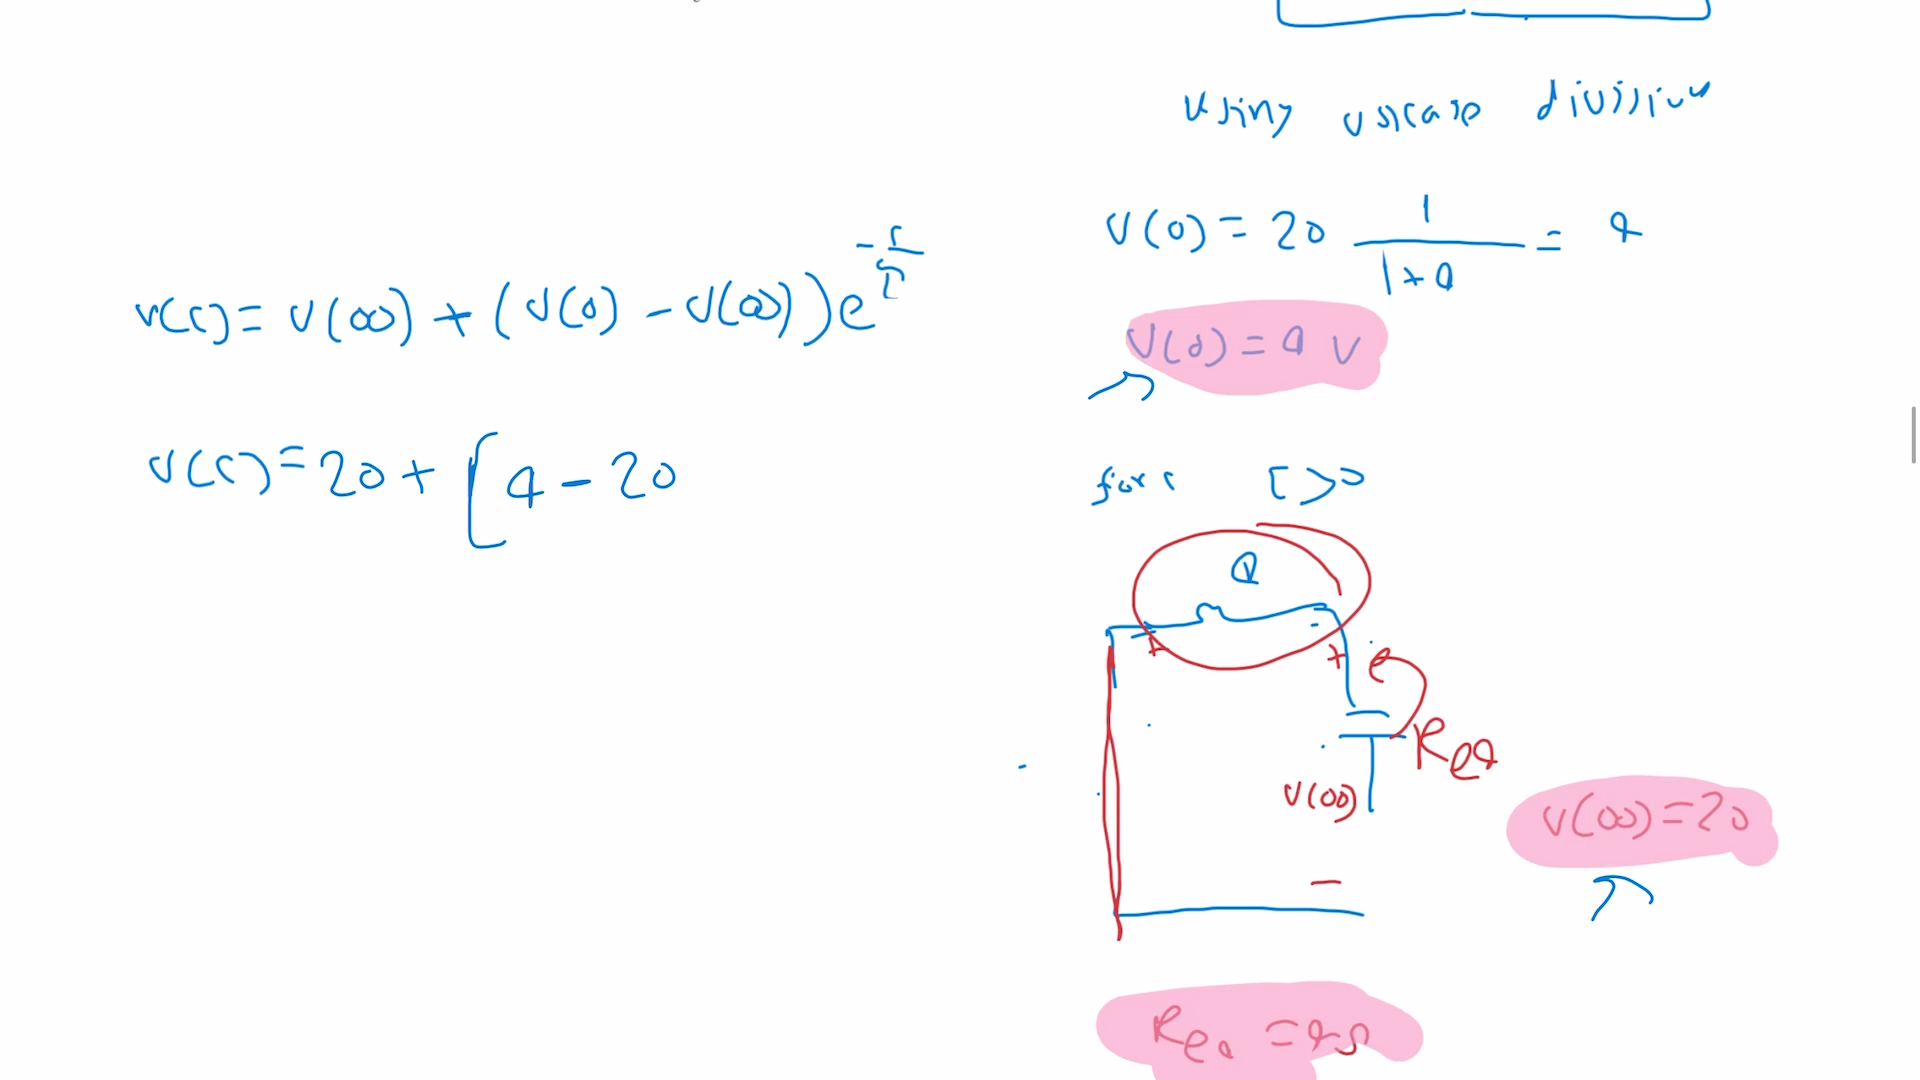 v(t) = v(∞) + (v(0) - v(∞)) e^{-t/τ}
v(t) = 20 + [4 - 20
using voltage division
v(0) = 20 \frac{1}{1+4} = 4
v(0) = 4 v
for t > 0
4
+ -
+
Req
v(∞)
-
v(∞) = 20
Req = 4Ω